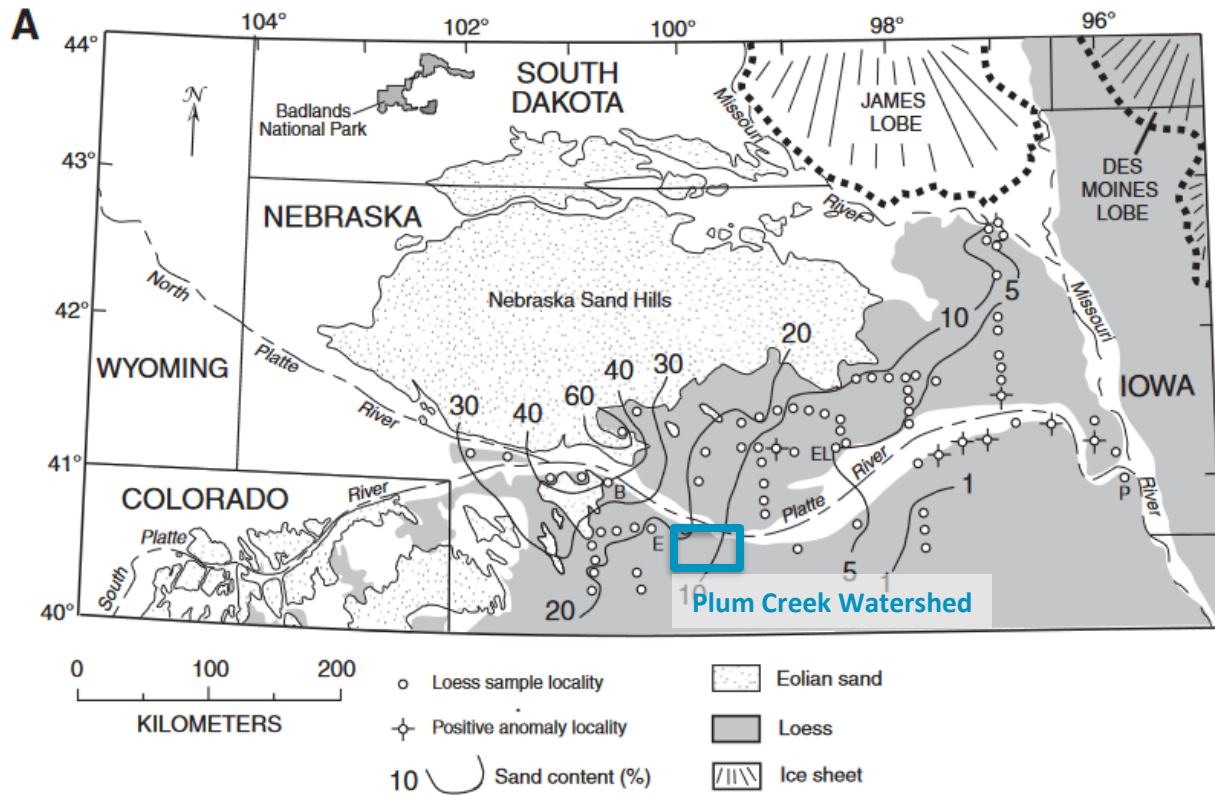 A
104°
102°
100°
98°
96°
44°
43°
42°
41°
40°
N
Badlands
National Park
SOUTH
DAKOTA
Missouri
River
JAMES
LOBE
DES
MOINES
LOBE
NEBRASKA
Nebraska Sand Hills
North
Platte
River
WYOMING
IOWA
Missouri
River
10
5
20
30
40
60
40
30
EL
B
E
P
Platte
River
1
COLORADO
River
Platte
South
20
10
5
1
Plum Creek Watershed
0 100 200
KILOMETERS
Loess sample locality
Positive anomaly locality
10 Sand content (%)
Eolian sand
Loess
Ice sheet